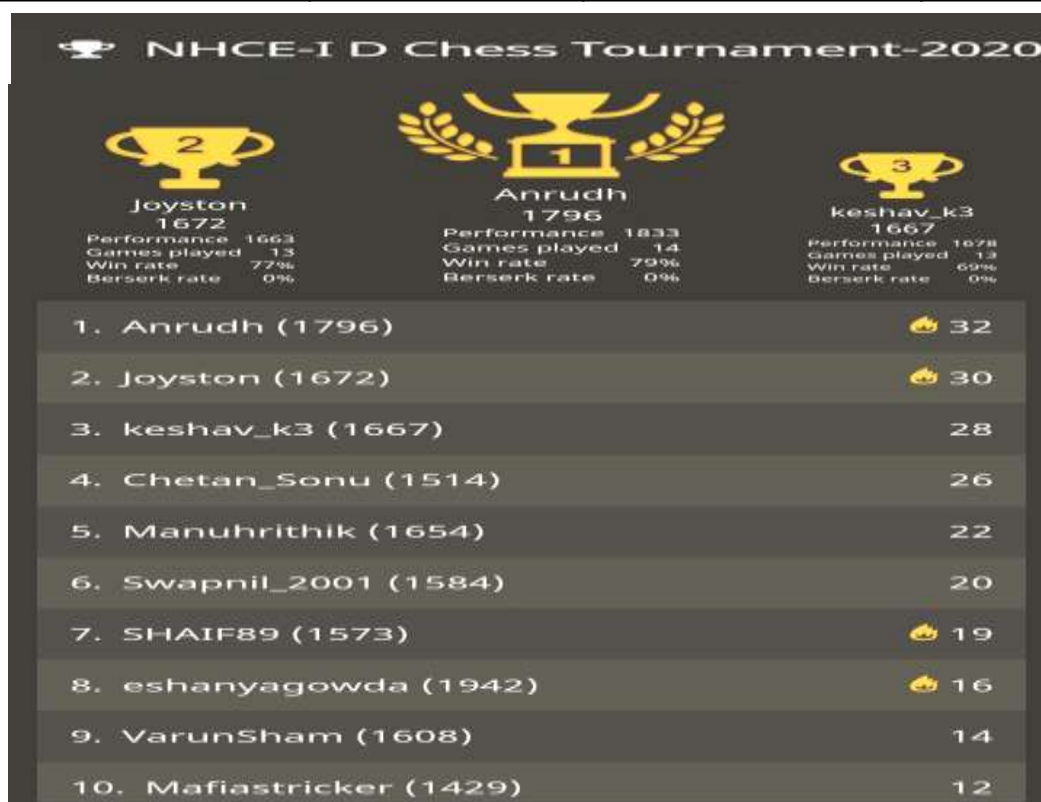 NHCE-I D Chess Tournament-2020
2
1
3
Joyston
1672
Performance 1663
Games played 13
Win rate 77%
Berserk rate 0%
Anrudh
1796
Performance 1833
Games played 14
Win rate 79%
Berserk rate 0%
keshav_k3
1667
Performance 1678
Games played 13
Win rate 69%
Berserk rate 0%
1. Anrudh (1796) 32
2. Joyston (1672) 30
3. keshav_k3 (1667) 28
4. Chetan_Sonu (1514) 26
5. Manuhrithik (1654) 22
6. Swapnil_2001 (1584) 20
7. SHAIF89 (1573) 19
8. eshanyagowda (1942) 16
9. VarunSham (1608) 14
10. Mafiastricker (1429) 12